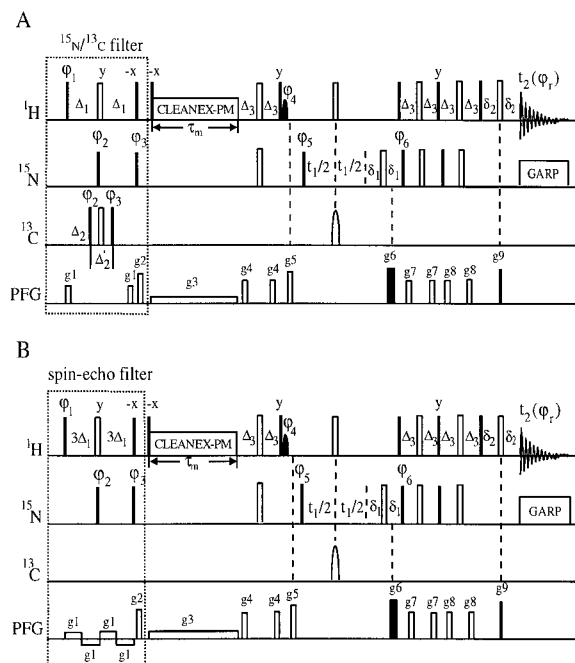 A
¹⁵N/¹³C filter
φ₁ y -x -x y φ₄ y t₂(φᵣ)
¹H Δ₁ Δ₁ CLEANEX-PM Δ₃ Δ₃ Δ₃ Δ₃ Δ₃ δ₂ δ₂
τₘ
φ₂ φ₃ φ₅ φ₆
¹⁵N t₁/2 t₁/2 δ₁ δ₁ GARP
φ₂ φ₃
¹³C Δ₂
Δ₂'
g1 g1 g2 g3 g4 g4 g5 g6 g7 g7 g8 g8 g9
PFG
B
spin-echo filter
φ₁ y -x -x y φ₄ y t₂(φᵣ)
¹H 3Δ₁ 3Δ₁ CLEANEX-PM Δ₃ Δ₃ Δ₃ Δ₃ Δ₃ Δ₃ δ₂ δ₂
τₘ
φ₂ φ₃ φ₅ φ₆
¹⁵N t₁/2 t₁/2 δ₁ δ₁ GARP
¹³C
g1 g1 g2 g3 g4 g4 g5 g6 g7 g7 g8 g8 g9
PFG
g1 g1